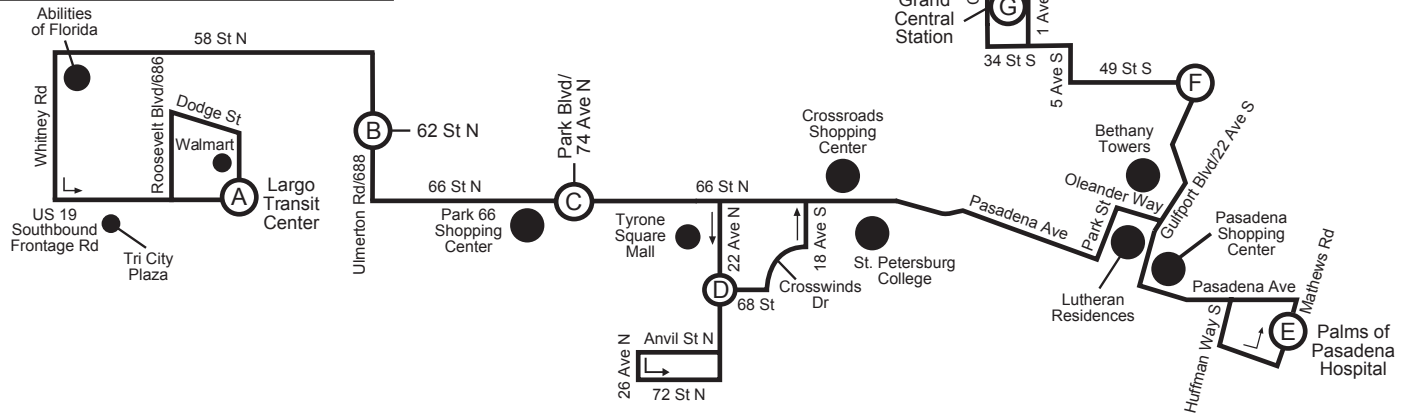 Abilities
of Florida
58 St N
Whitney Rd
Roosevelt Blvd/686
Dodge St
Walmart
A
Largo
Transit
Center
US 19
Southbound
Frontage Rd
Tri City
Plaza
B
62 St N
Ulmerton Rd/688
66 St N
Park 66
Shopping
Center
C
Park Blvd/
74 Ave N
66 St N
Tyrone
Square
Mall
22 Ave N
18 Ave S
D
68 St
Crosswinds
Dr
Anvil St N
26 Ave N
72 St N
Crossroads
Shopping
Center
St. Petersburg
College
Pasadena Ave
Park St
Oleander Way
Bethany
Towers
Lutheran
Residences
Gulfport Blvd/22 Ave S
Pasadena
Shopping
Center
Pasadena Ave
Mathews Rd
Huffman Way S
E
Palms of
Pasadena
Hospital
F
49 St S
5 Ave S
34 St S
1 Ave
G
Grand
Central
Station